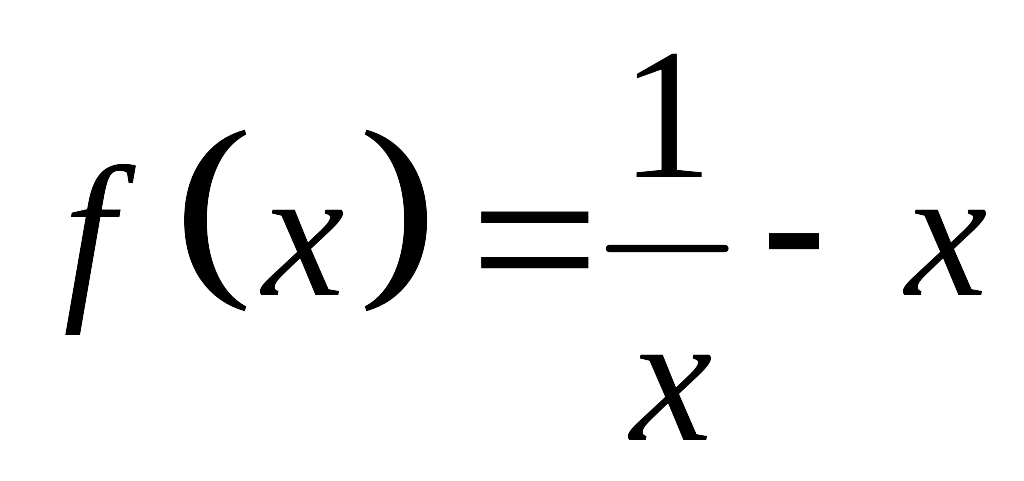 f(x)=1/x - x